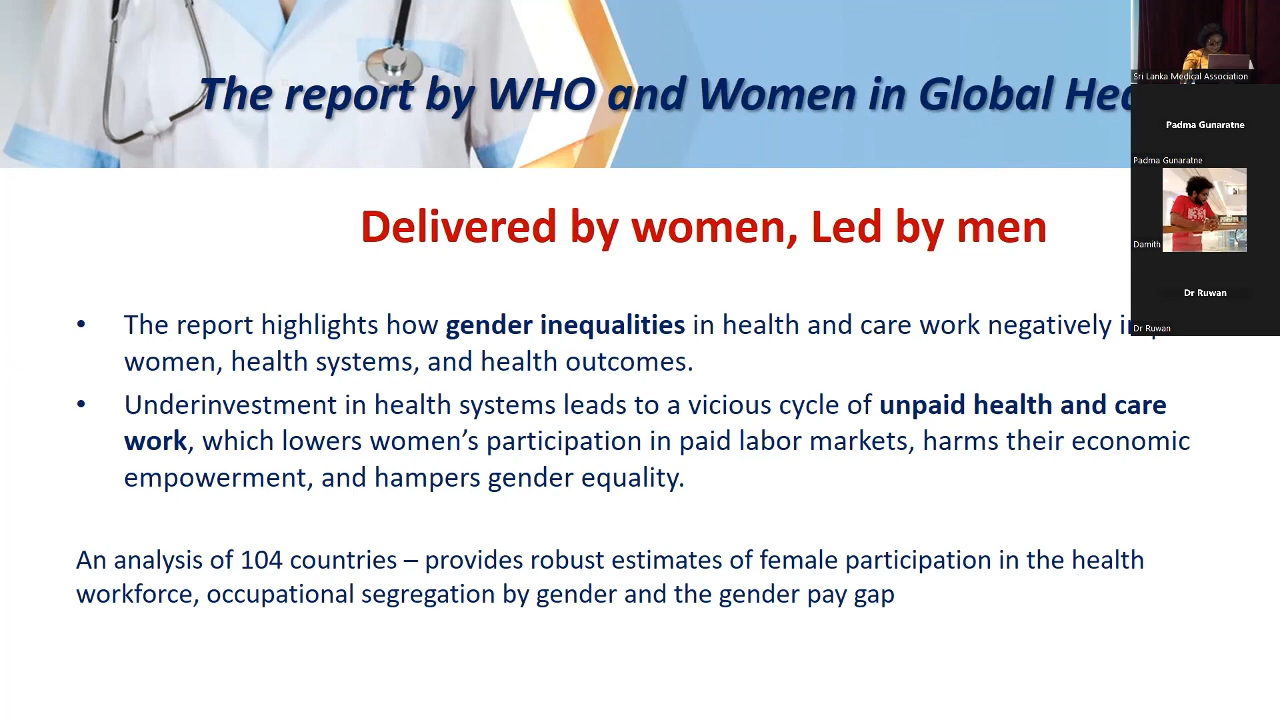 The report by WHO and Women in Global
Delivered by women, Led by men
• The report highlights how gender inequalities in health and care work negatively
women, health systems, and health outcomes.
• Underinvestment in health systems leads to a vicious cycle of unpaid health and care
work, which lowers women’s participation in paid labor markets, harms their economic
empowerment, and hampers gender equality.
An analysis of 104 countries – provides robust estimates of female participation in the health
workforce, occupational segregation by gender and the gender pay gap
Sri Lanka Medical Association
Padma Gunaratne
Padma Gunaratne
Damith
Dr Ruwan
Dr Ruwan